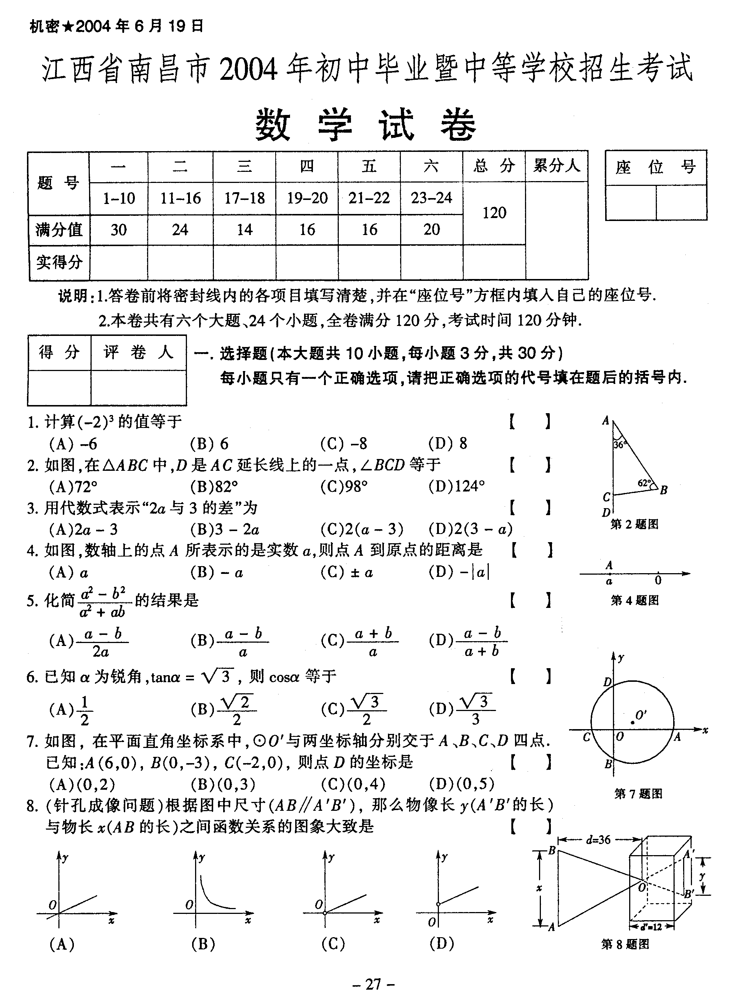 机密★2004 年 6 月 19 日
江西省南昌市 2004 年初中毕业暨中等学校招生考试
数 学 试 卷
题 号 一 二 三 四 五 六 总 分 累分人
1-10 11-16 17-18 19-20 21-22 23-24 120
满分值 30 24 14 16 16 20
实得分
座 位 号
说明:1.答卷前将密封线内的各项目填写清楚,并在“座位号”方框内填入自己的座位号.
2.本卷共有六个大题、24 个小题,全卷满分 120 分,考试时间 120 分钟.
得 分 评 卷 人
一. 选择题(本大题共 10 小题,每小题 3 分,共 30 分)
每小题只有一个正确选项,请把正确选项的代号填在题后的括号内.
1. 计算(-2)³ 的值等于 【 】
(A) -6 (B) 6 (C) -8 (D) 8
2. 如图,在△ABC 中,D 是 AC 延长线上的一点,∠BCD 等于 【 】
(A)72° (B)82° (C)98° (D)124°
A
36°
62°
B
C
D
第 2 题图
3. 用代数式表示“2a 与 3 的差”为 【 】
(A)2a - 3 (B)3 - 2a (C)2(a - 3) (D)2(3 - a)
4. 如图,数轴上的点 A 所表示的是实数 a,则点 A 到原点的距离是 【 】
(A) a (B) - a (C) ± a (D) -|a|
A
a 0
第 4 题图
5. 化简 (a² - b²)/(a² + ab) 的结果是 【 】
(A) (a - b)/2a (B) (a - b)/a (C) (a + b)/a (D) (a - b)/(a + b)
6. 已知 α 为锐角,tanα = √3 , 则 cosα 等于 【 】
(A) 1/2 (B) √2/2 (C) √3/2 (D) √3/3
7. 如图, 在平面直角坐标系中,⊙O′与两坐标轴分别交于 A、B、C、D 四点.
已知:A(6,0), B(0,-3), C(-2,0), 则点 D 的坐标是 【 】
(A)(0,2) (B)(0,3) (C)(0,4) (D)(0,5)
y
D
O′
C O A x
B
第 7 题图
8. (针孔成像问题)根据图中尺寸(AB∥A′B′), 那么物像长 y(A′B′的长)
与物长 x(AB 的长)之间函数关系的图象大致是 【 】
y y y y
O O O O
x x x x
(A) (B) (C) (D)
d=36
B A′
x O y
B′
A d′=12
第 8 题图
- 27 -